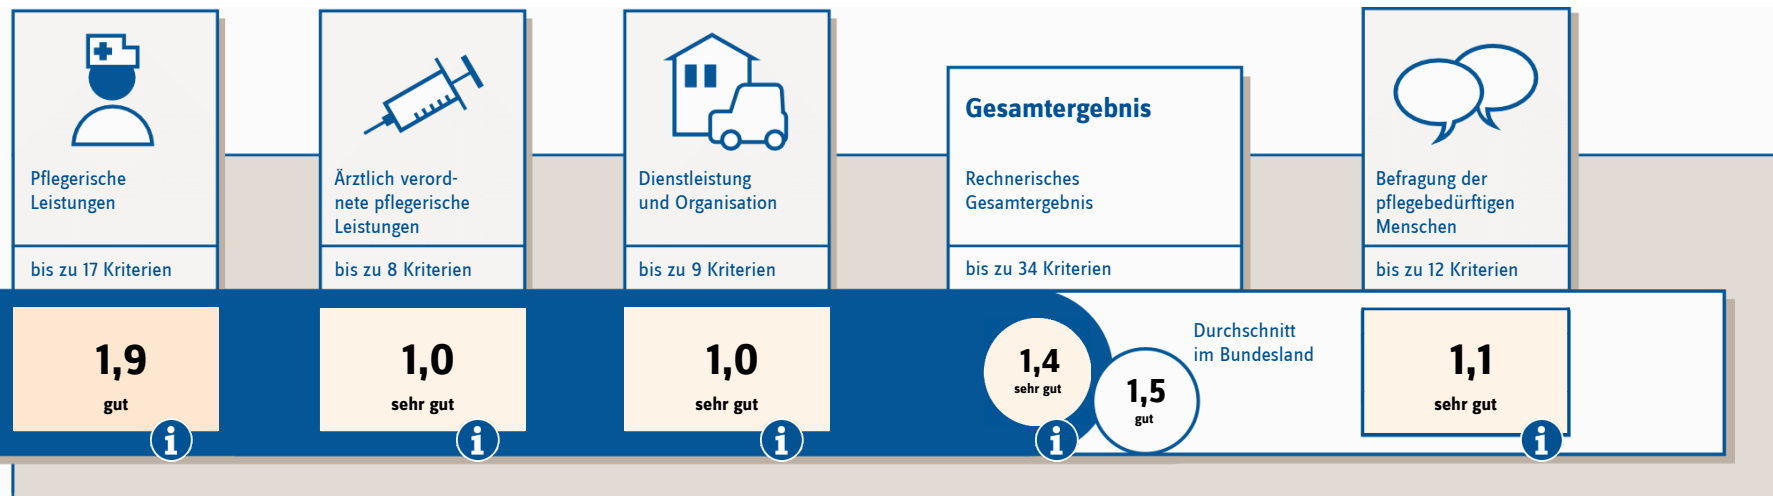 Pflegerische
Leistungen
bis zu 17 Kriterien
1,9
gut
i
Ärztlich verord-
nete pflegerische
Leistungen
bis zu 8 Kriterien
1,0
sehr gut
i
Dienstleistung
und Organisation
bis zu 9 Kriterien
1,0
sehr gut
i
Gesamtergebnis
Rechnerisches
Gesamtergebnis
bis zu 34 Kriterien
1,4
sehr gut
i
Durchschnitt
im Bundesland
1,5
gut
Befragung der
pflegebedürftigen
Menschen
bis zu 12 Kriterien
1,1
sehr gut
i